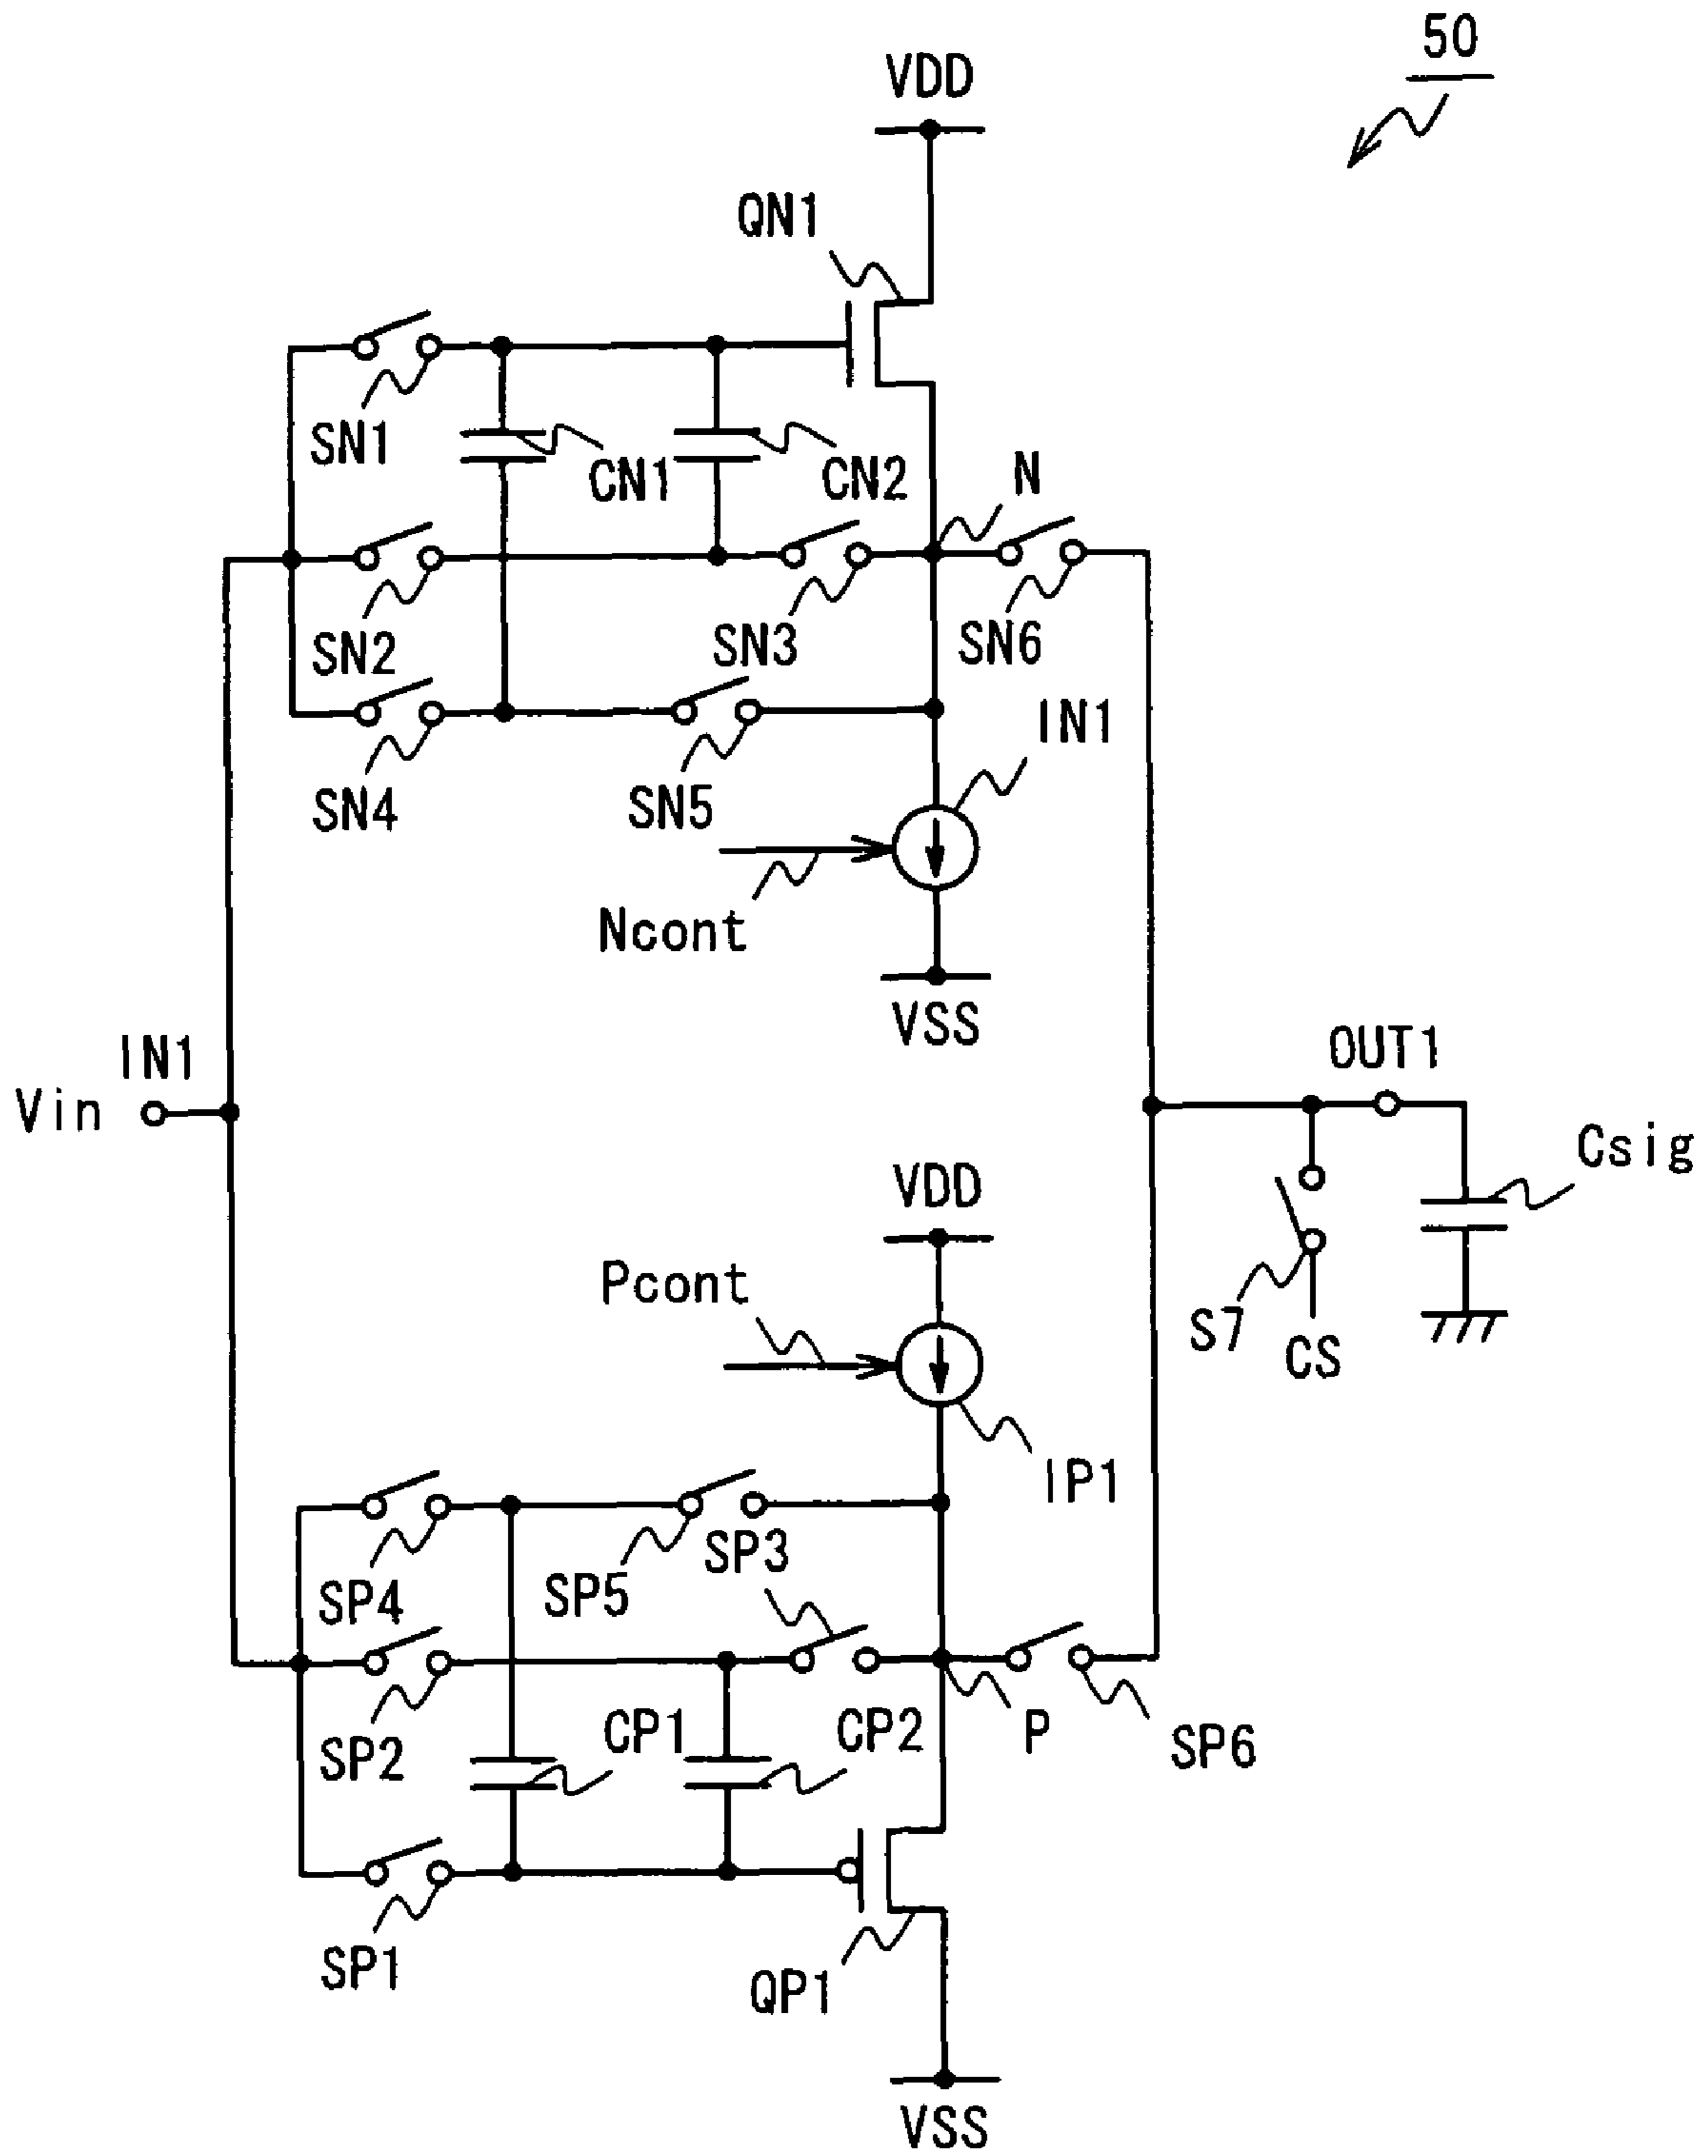 50
VDD
QN1
SN1
CN1
CN2
N
SN2
SN3
SN6
SN4
SN5
IN1
Ncont
VSS
IN1
Vin
OUT1
Csig
VDD
Pcont
S7
CS
IP1
SP4
SP5
SP3
SP2
CP1
CP2
P
SP6
SP1
QP1
VSS